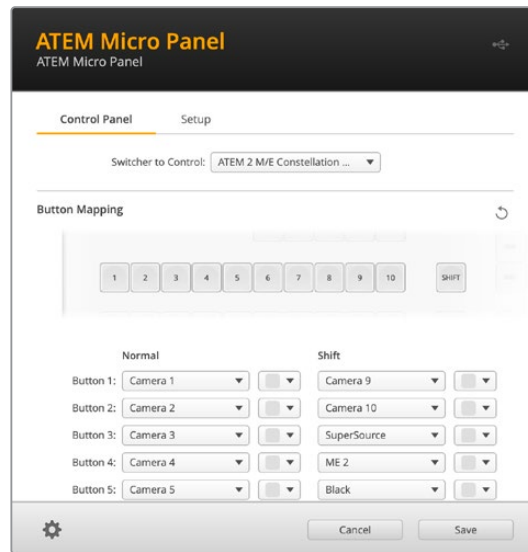 ATEM Micro Panel
ATEM Micro Panel
Control Panel Setup
Switcher to Control: ATEM 2 M/E Constellation ...
Button Mapping
1 2 3 4 5 6 7 8 9 10 SHIFT
Normal Shift
Button 1: Camera 1 Camera 9
Button 2: Camera 2 Camera 10
Button 3: Camera 3 SuperSource
Button 4: Camera 4 ME 2
Button 5: Camera 5 Black
Cancel Save